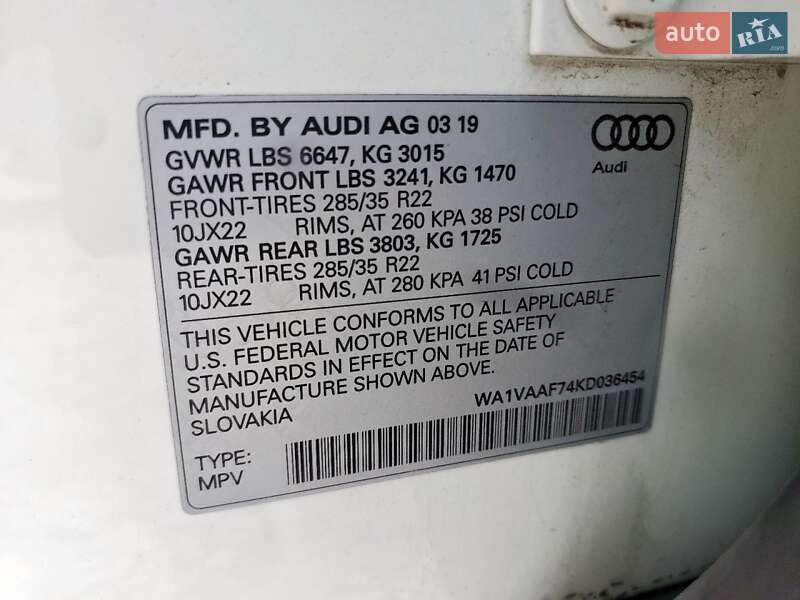 auto RIA
.com
MFD. BY AUDI AG 03 19
GVWR LBS 6647, KG 3015
GAWR FRONT LBS 3241, KG 1470
FRONT-TIRES 285/35 R22
10JX22 RIMS, AT 260 KPA 38 PSI COLD
GAWR REAR LBS 3803, KG 1725
REAR-TIRES 285/35 R22
10JX22 RIMS, AT 280 KPA 41 PSI COLD
Audi
THIS VEHICLE CONFORMS TO ALL APPLICABLE
U.S. FEDERAL MOTOR VEHICLE SAFETY
STANDARDS IN EFFECT ON THE DATE OF
MANUFACTURE SHOWN ABOVE.
SLOVAKIA
WA1VAAF74KD036454
TYPE:
MPV